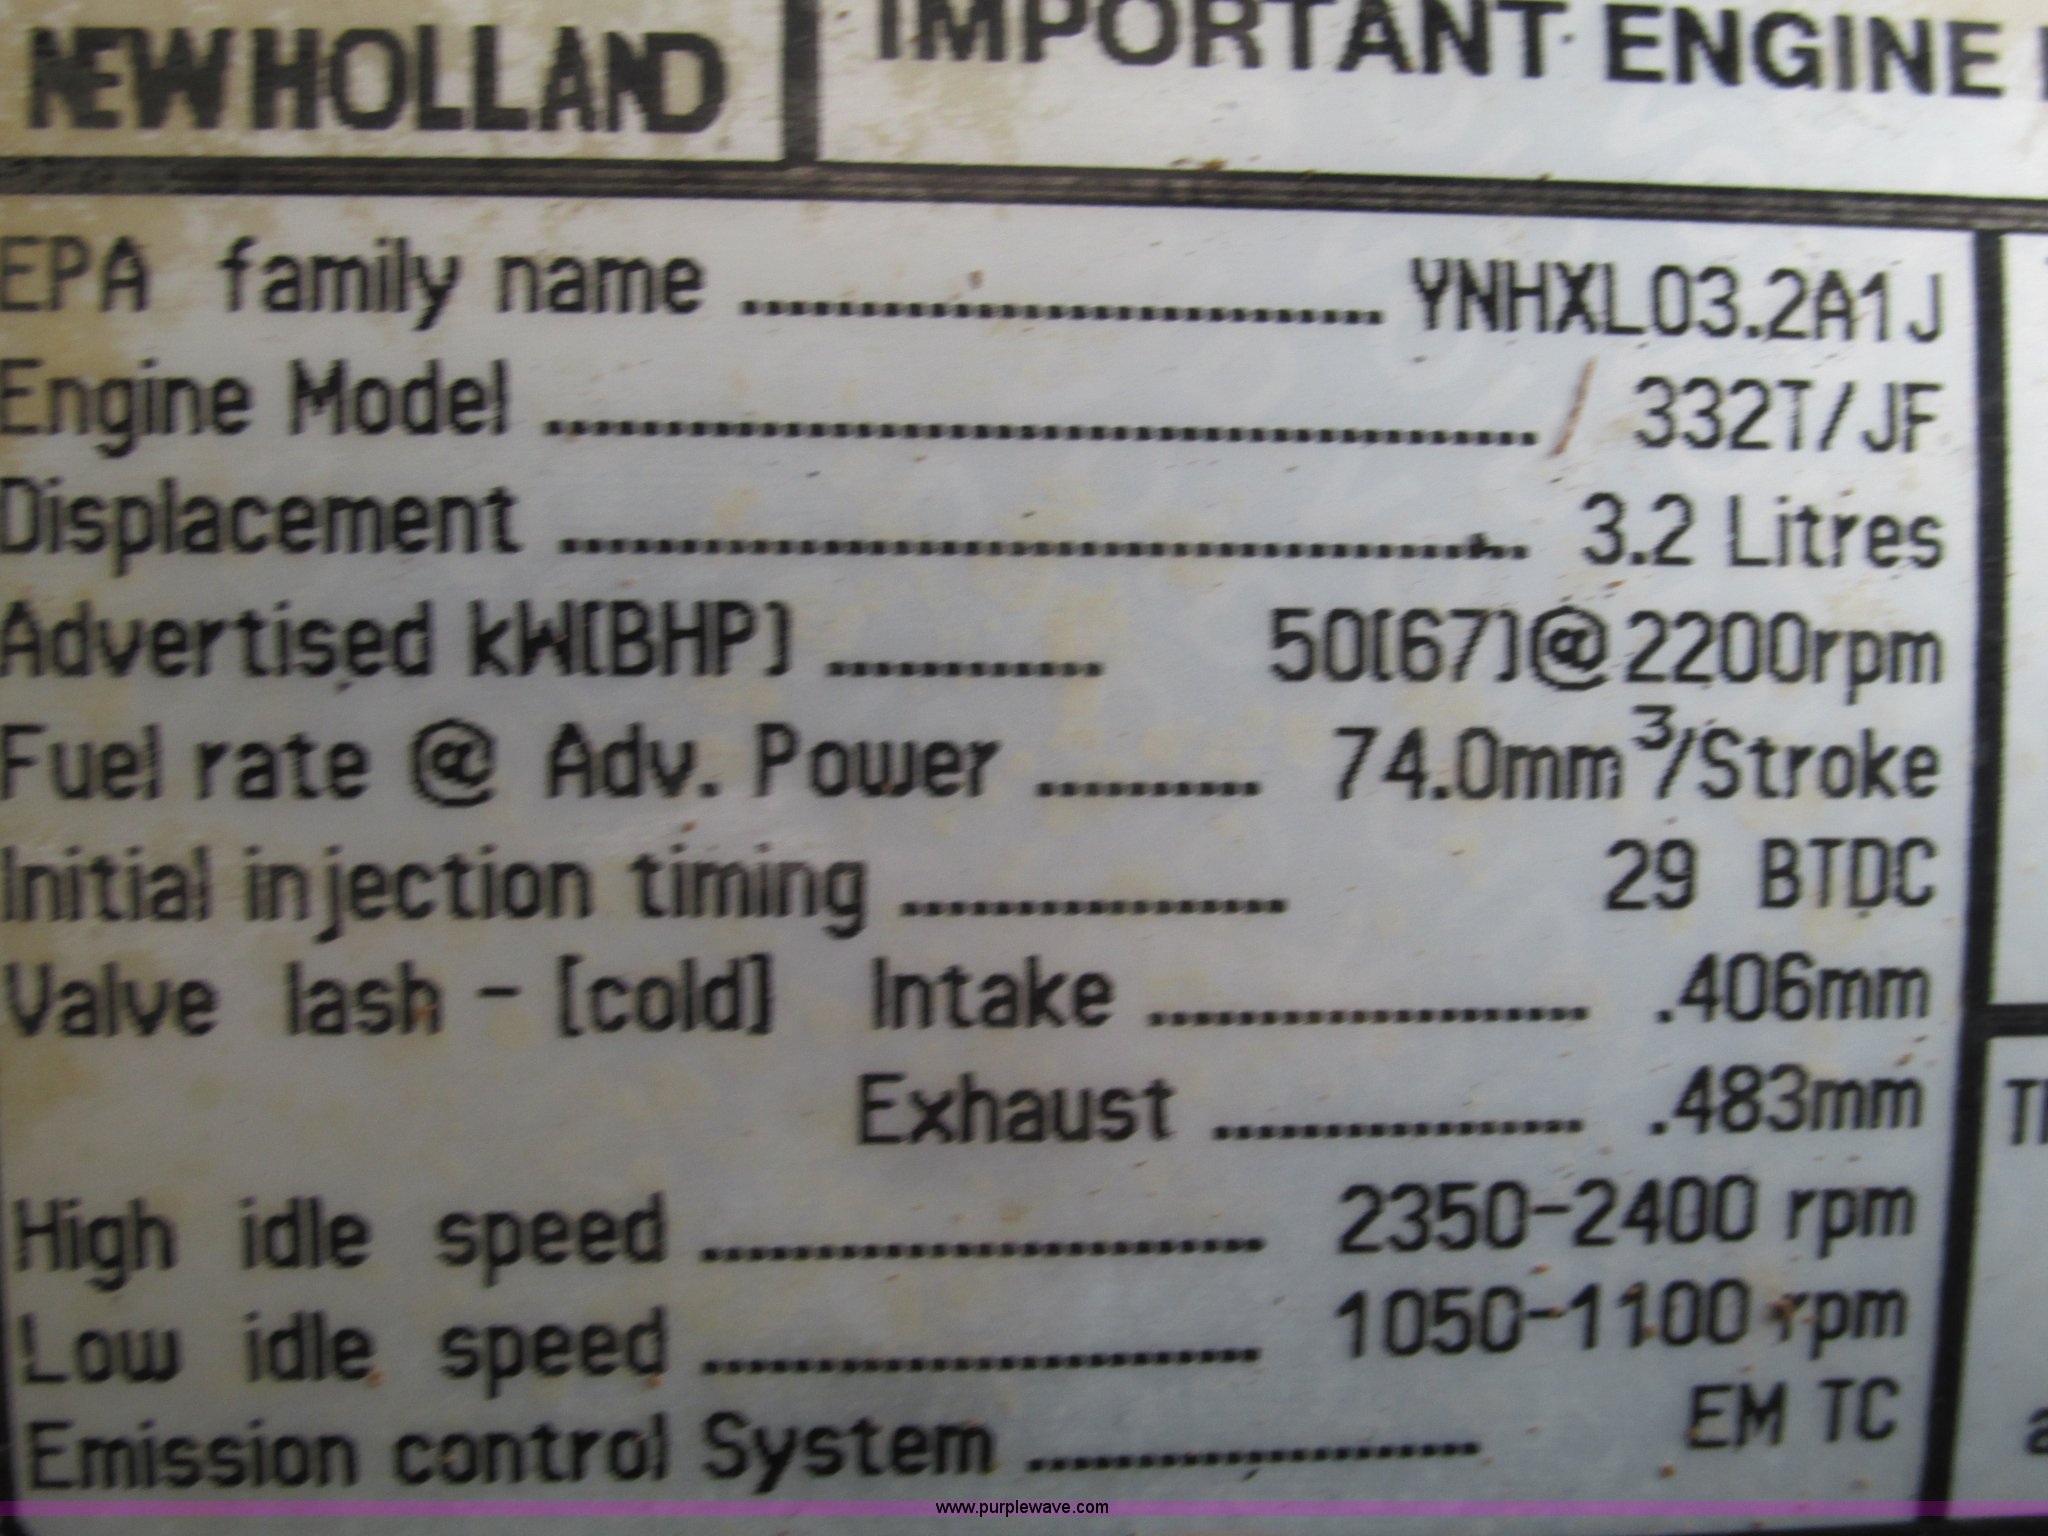 NEW HOLLAND
IMPORTANT ENGINE
EPA family name ................................ YNHXL03.2A1J
Engine Model .................................................. 332T/JF
Displacement ................................................ 3.2 Litres
Advertised kW[BHP] .............. 50[67]@2200rpm
Fuel rate @ Adv. Power ........... 74.0mm³/Stroke
Initial injection timing .................... 29 BTDC
Valve lash - [cold] Intake ...................... .406mm
Exhaust ................... .483mm
High idle speed ............................. 2350-2400 rpm
Low idle speed ............................ 1050-1100 rpm
Emission control System ....................... EM TC
www.purplewave.com